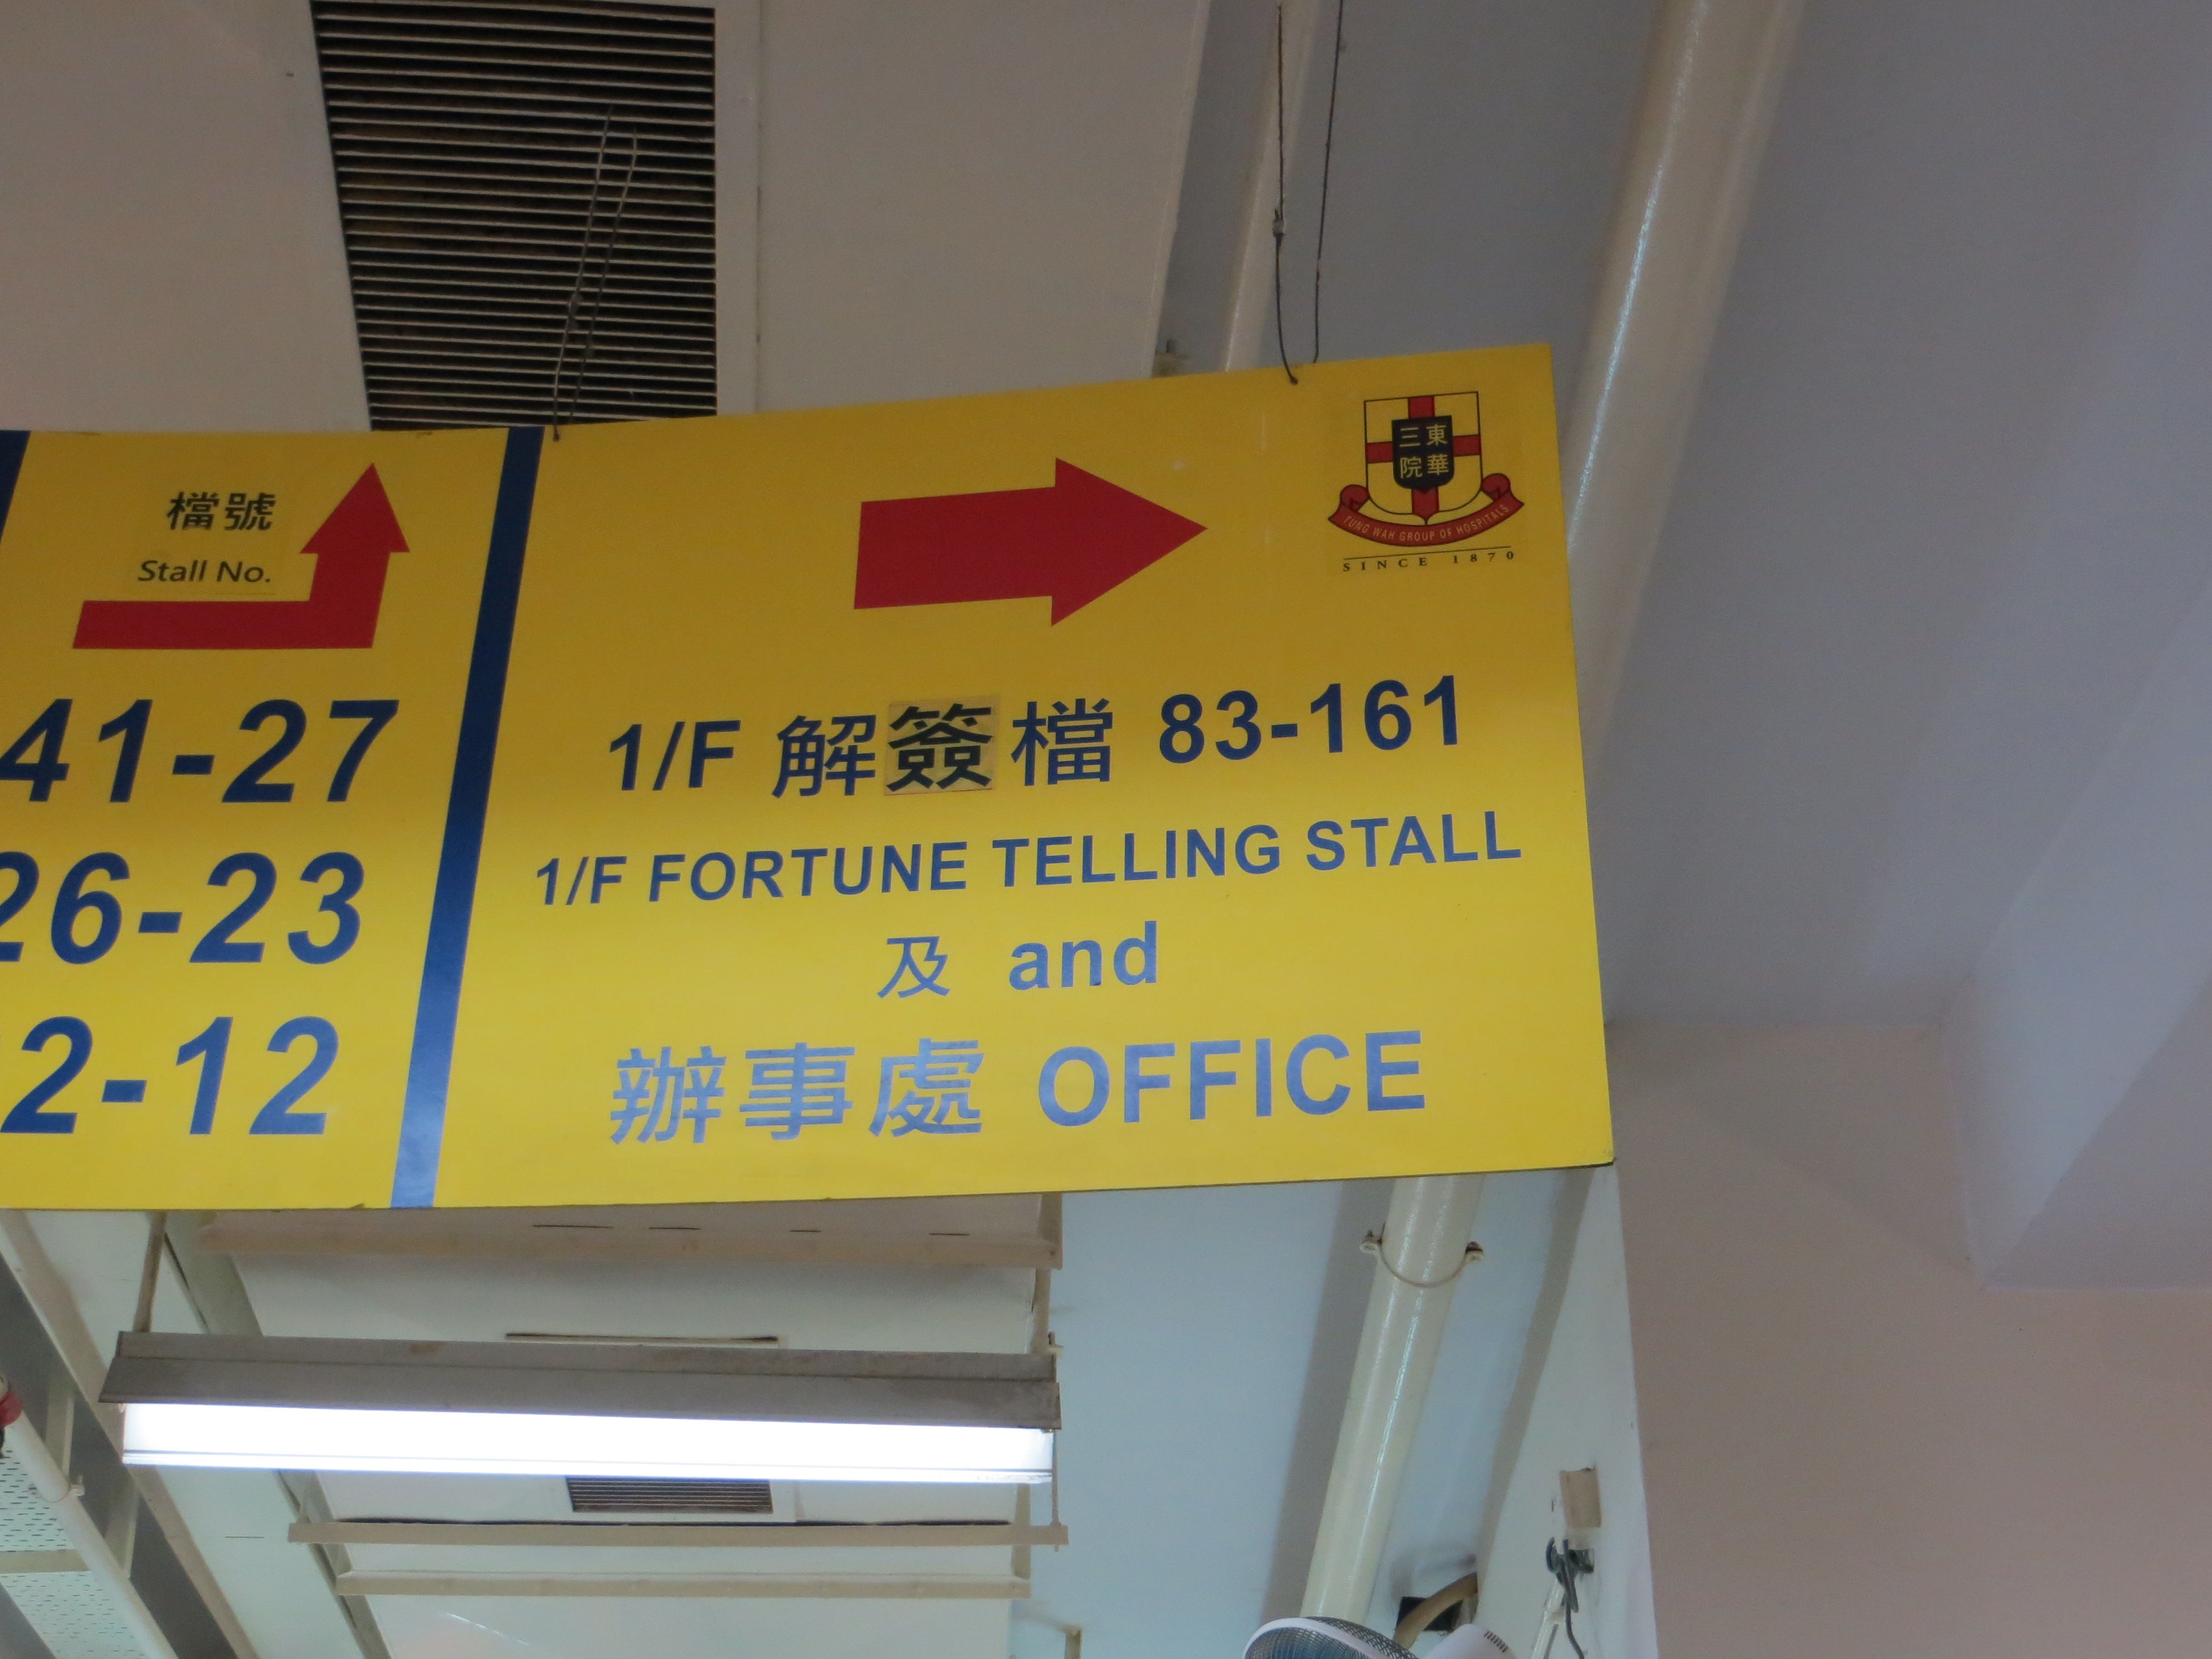 檔號
Stall No.
41-27
26-23
2-12
三東
院華
TUNG WAH GROUP OF HOSPITALS
SINCE 1870
1/F 解簽檔 83-161
1/F FORTUNE TELLING STALL
及 and
辦事處 OFFICE